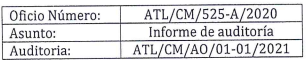 Oficio Número: ATL/CM/525-A/2020
Asunto: Informe de auditoría
Auditoria: ATL/CM/AO/01-01/2021